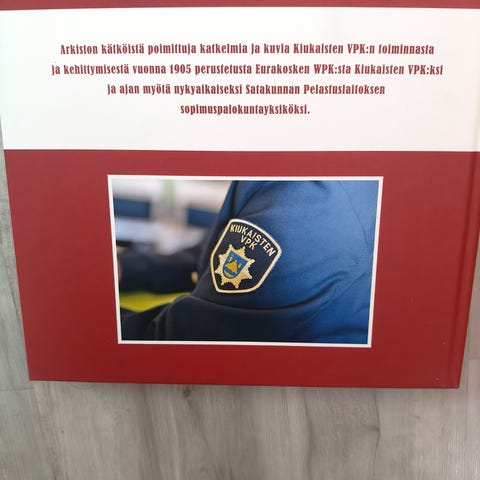 Arkiston kätköistä poimittuja katkelmia ja kuvia Kiukaisten VPK:n toiminnasta
ja kehittymisestä vuonna 1905 perustetusta Eurakosken WPK:sta Kiukaisten VPK:ksi
ja ajan myötä nykyaikaiseksi Satakunnan Pelastuslaitoksen
sopimuspalokuntayksiköksi.
KIUKAISTEN
VPK